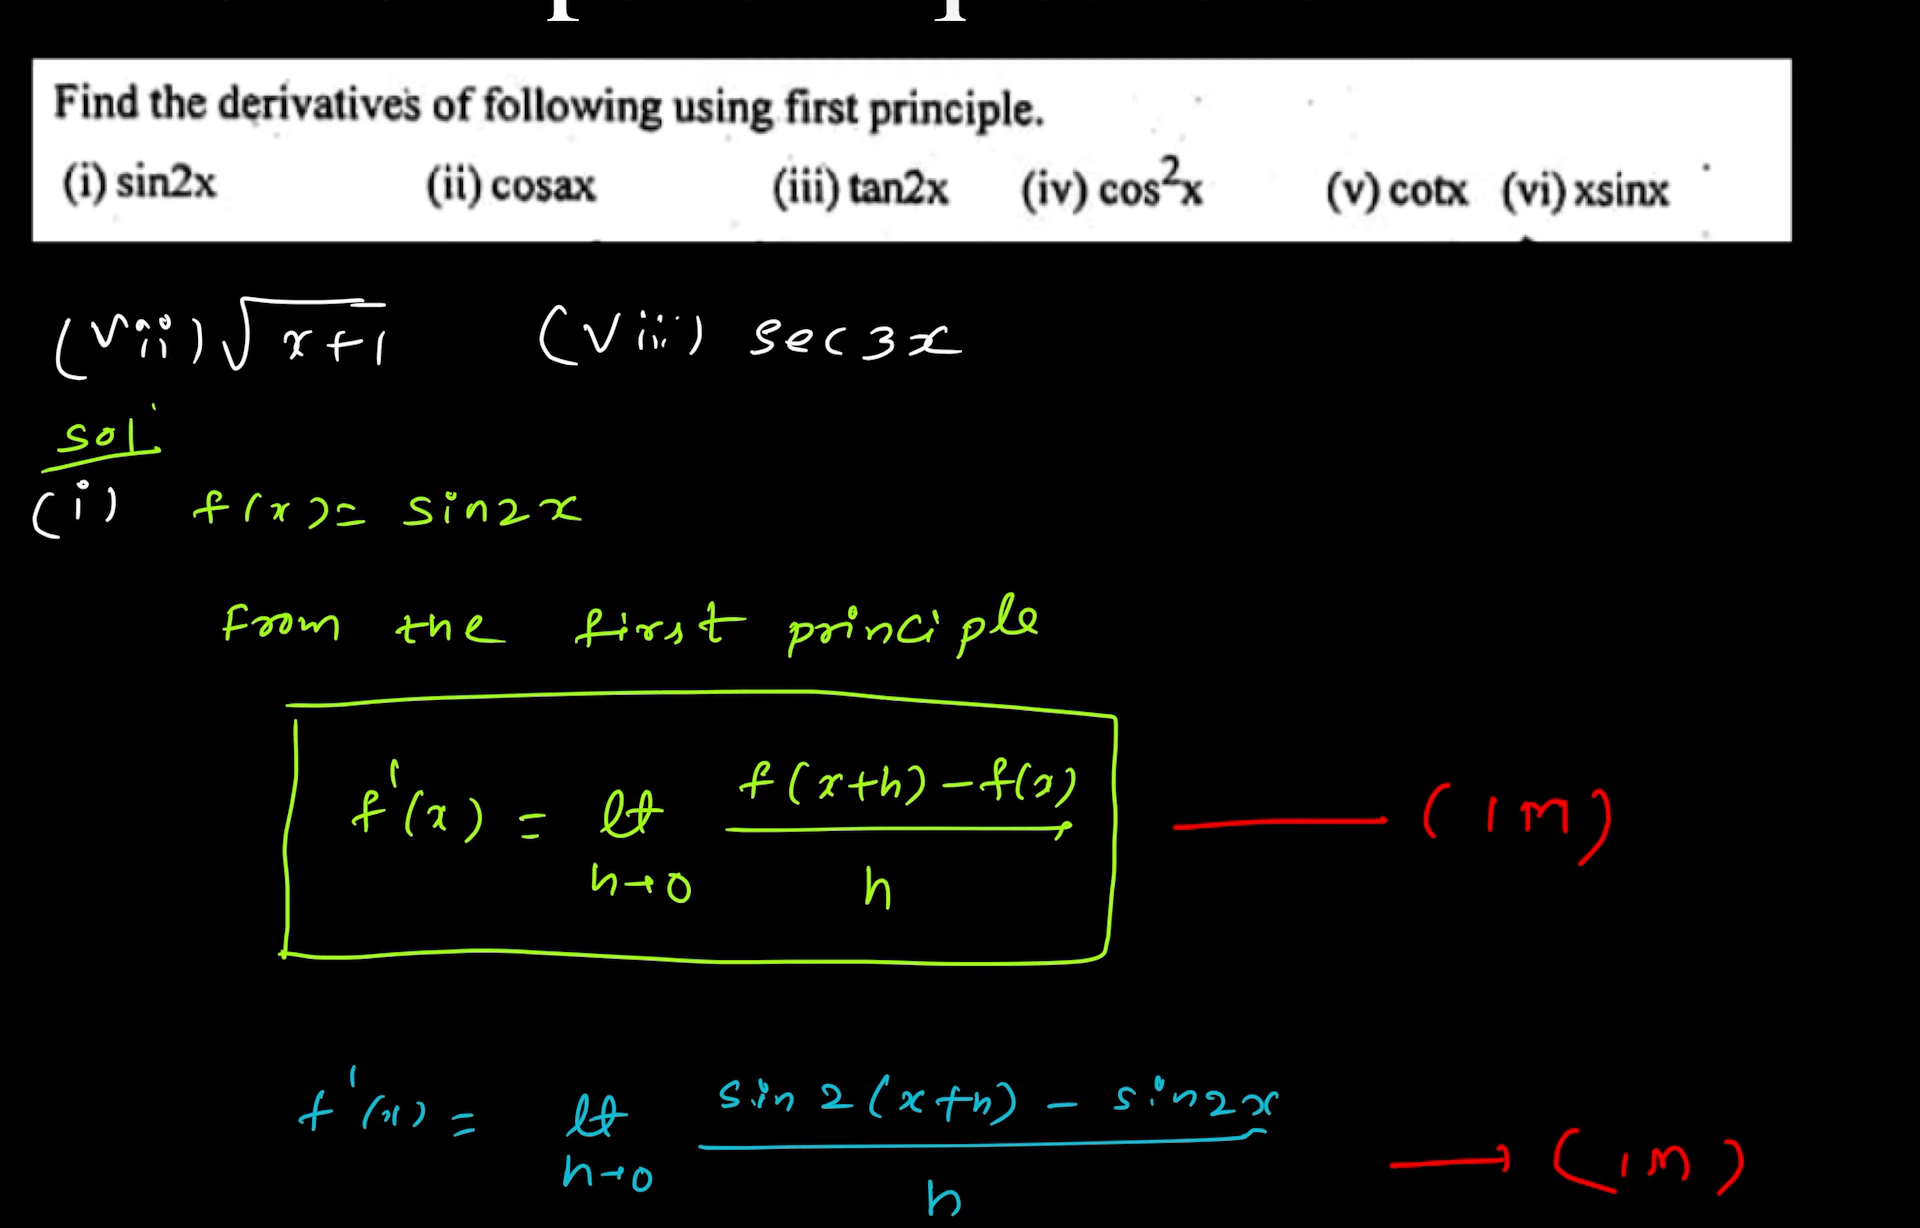 Find the derivatives of following using first principle.
(i) sin2x (ii) cosax (iii) tan2x (iv) cos²x (v) cotx (vi) xsinx
(vii) √x+1 (viii) sec3x
sol:
(i) f(x) = sin2x
From the first principle
f'(x) = lt h→0 f(x+h) - f(x) / h — (1M)
f'(x) = lt h→0 sin 2(x+h) - sin2x / h → (1M)